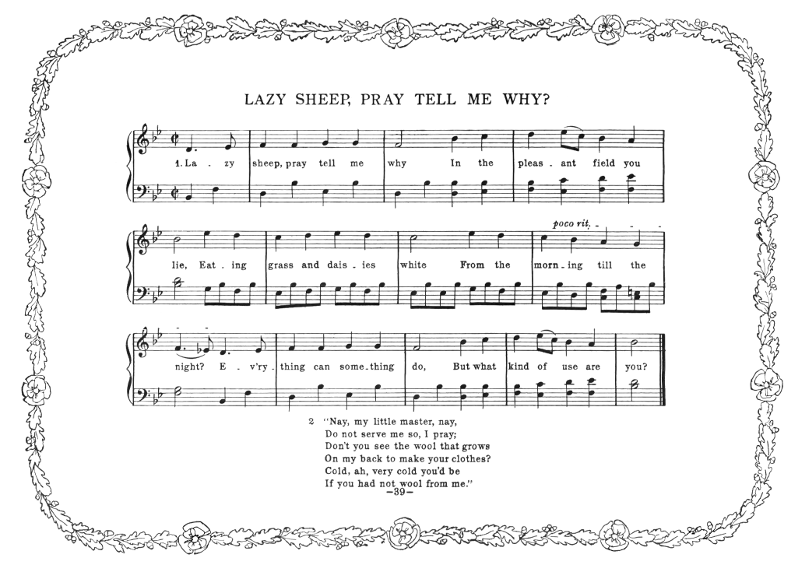 LAZY SHEEP, PRAY TELL ME WHY?
1. La - zy sheep, pray tell me why In the pleas - ant field you
poco rit.
lie, Eat - ing grass and dais - ies white From the morn - ing till the
night? E - v'ry - thing can some - thing do, But what kind of use are you?
2 "Nay, my little master, nay,
Do not serve me so, I pray;
Don't you see the wool that grows
On my back to make your clothes?
Cold, ah, very cold you'd be
If you had not wool from me."
-39-